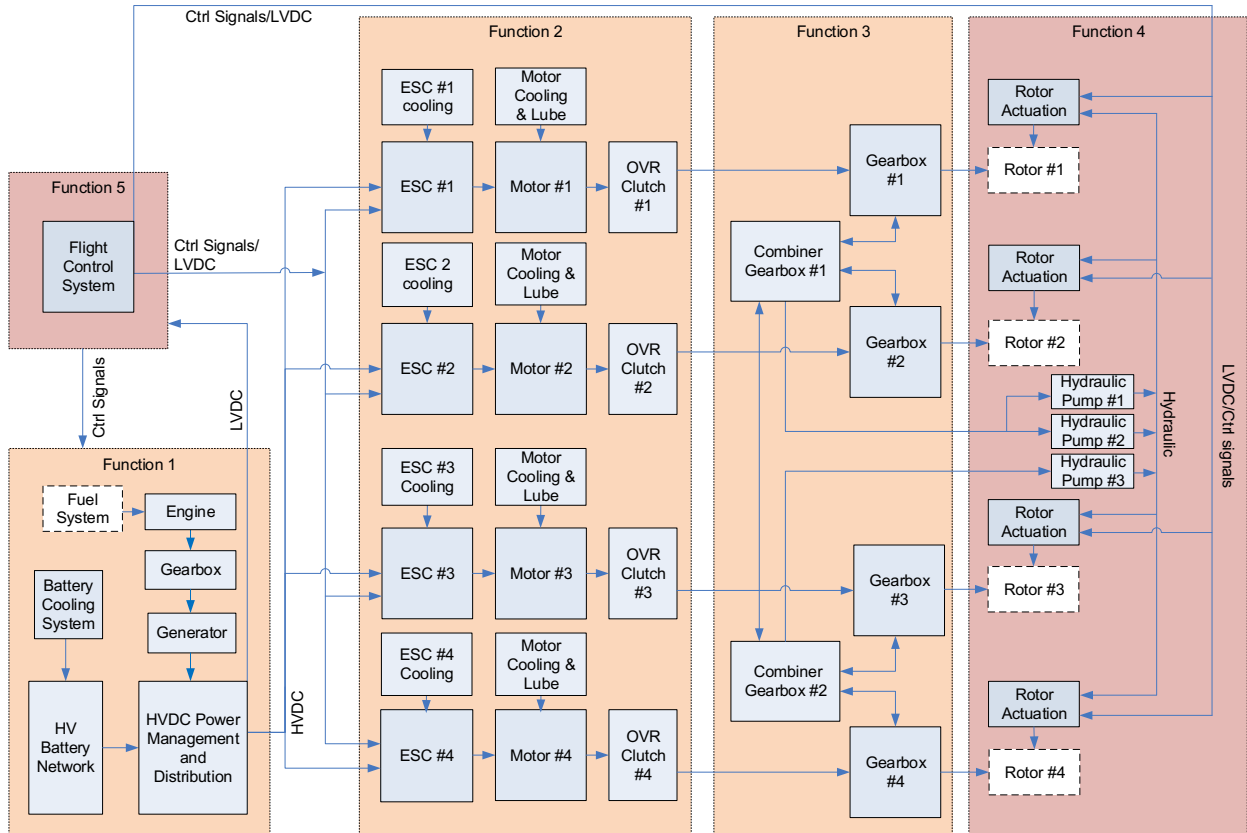 Ctrl Signals/LVDC
Function 5
Flight
Control
System
Ctrl Signals/
LVDC
Ctrl Signals
LVDC
Function 1
Fuel
System
Engine
Gearbox
Battery
Cooling
System
Generator
HV
Battery
Network
HVDC Power
Management
and
Distribution
HVDC
Function 2
ESC #1
cooling
Motor
Cooling
& Lube
ESC #1
Motor #1
OVR
Clutch
#1
ESC 2
cooling
Motor
Cooling &
Lube
ESC #2
Motor #2
OVR
Clutch
#2
ESC #3
Cooling
Motor
Cooling
& Lube
ESC #3
Motor #3
OVR
Clutch
#3
ESC #4
Cooling
Motor
Cooling &
Lube
ESC #4
Motor #4
OVR
Clutch
#4
Function 3
Gearbox
#1
Combiner
Gearbox #1
Gearbox
#2
Gearbox
#3
Combiner
Gearbox #2
Gearbox
#4
Function 4
Rotor
Actuation
Rotor #1
Rotor
Actuation
Rotor #2
Hydraulic
Pump #1
Hydraulic
Pump #2
Hydraulic
Pump #3
Hydraulic
LVDC/Ctrl signals
Rotor
Actuation
Rotor #3
Rotor
Actuation
Rotor #4